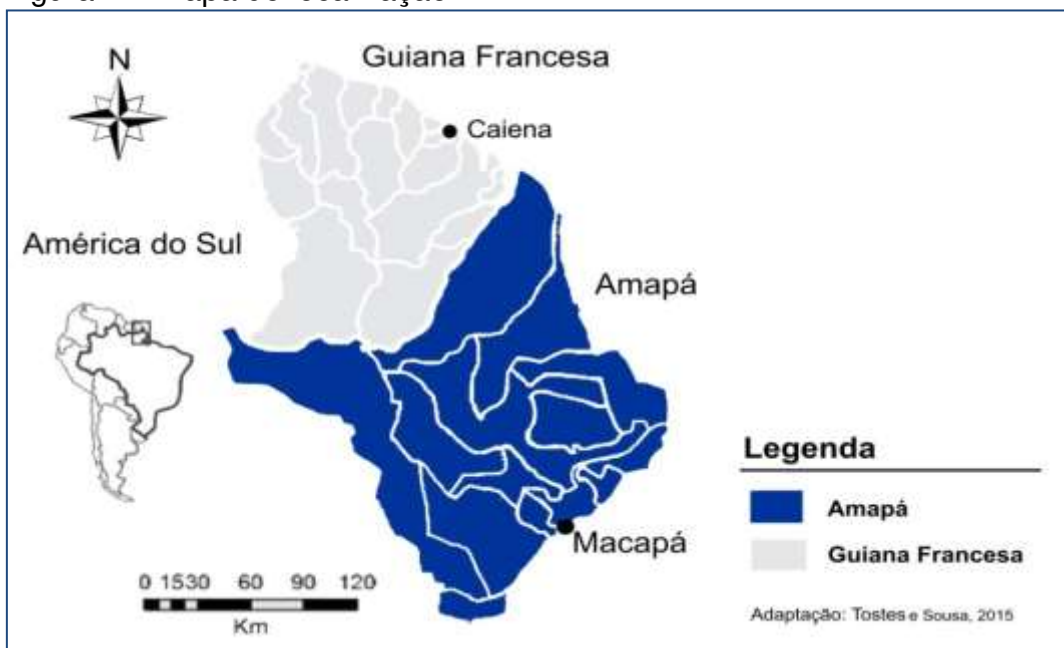 N
Guiana Francesa
Caiena
América do Sul
Amapá
Legenda
Amapá
Macapá
Guiana Francesa
0 1530 60 90 120
Km
Adaptação: Tostes e Sousa, 2015